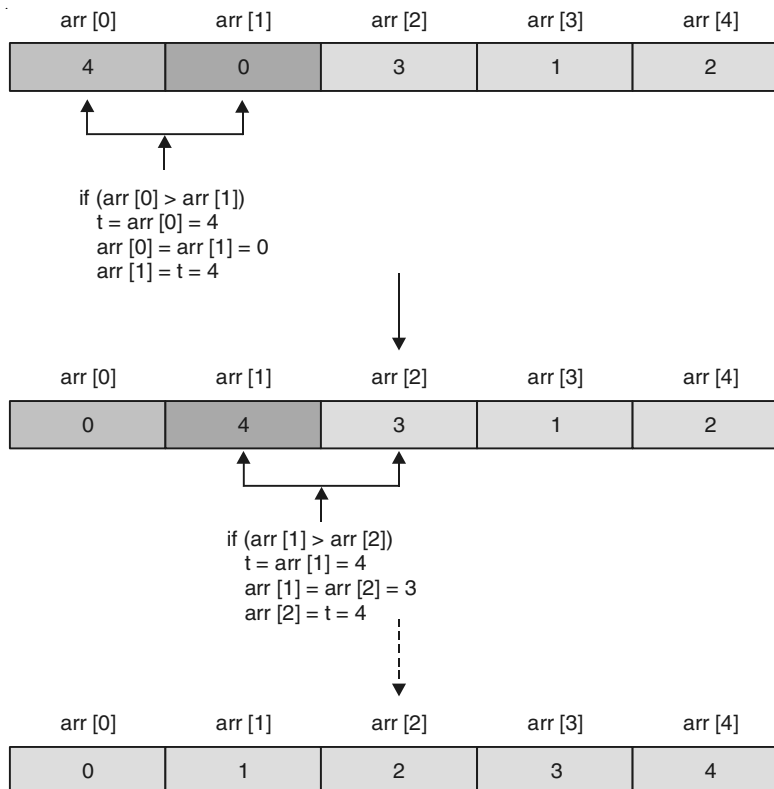 arr [0] arr [1] arr [2] arr [3] arr [4]
4 0 3 1 2
if (arr [0] > arr [1])
t = arr [0] = 4
arr [0] = arr [1] = 0
arr [1] = t = 4
arr [0] arr [1] arr [2] arr [3] arr [4]
0 4 3 1 2
if (arr [1] > arr [2])
t = arr [1] = 4
arr [1] = arr [2] = 3
arr [2] = t = 4
arr [0] arr [1] arr [2] arr [3] arr [4]
0 1 2 3 4